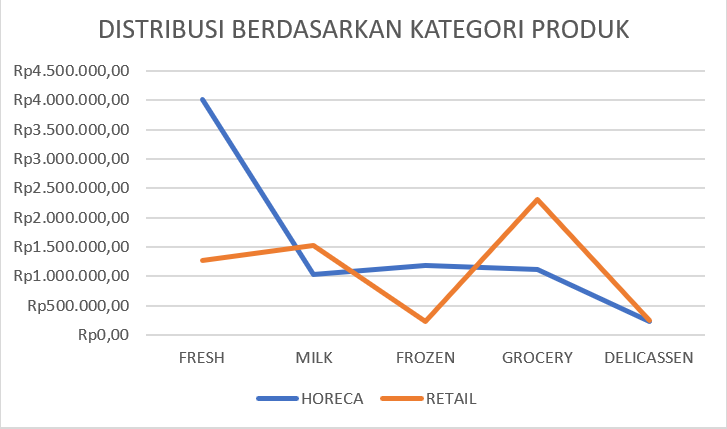 DISTRIBUSI BERDASARKAN KATEGORI PRODUK
Rp4.500.000,00
Rp4.000.000,00
Rp3.500.000,00
Rp3.000.000,00
Rp2.500.000,00
Rp2.000.000,00
Rp1.500.000,00
Rp1.000.000,00
Rp500.000,00
Rp0,00
FRESH MILK FROZEN GROCERY DELICASSEN
HORECA RETAIL